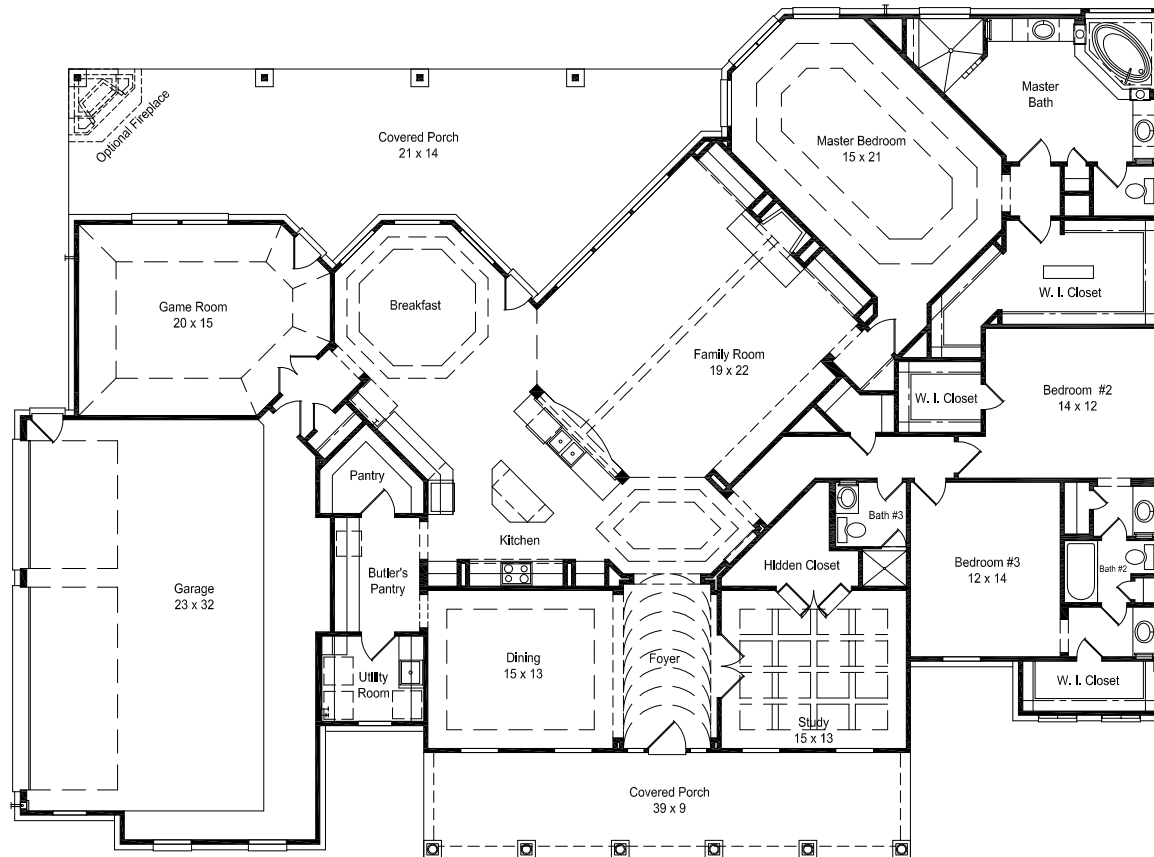 Optional Fireplace
Covered Porch
21 x 14
Master Bedroom
15 x 21
Master
Bath
Game Room
20 x 15
Breakfast
Family Room
19 x 22
W. I. Closet
W. I. Closet
Bedroom #2
14 x 12
Pantry
Kitchen
Bath #3
Butler's
Pantry
Garage
23 x 32
HIdden Closet
Bedroom #3
12 x 14
Bath #2
Dining
15 x 13
Foyer
Utility
Room
Study
15 x 13
W. I. Closet
Covered Porch
39 x 9